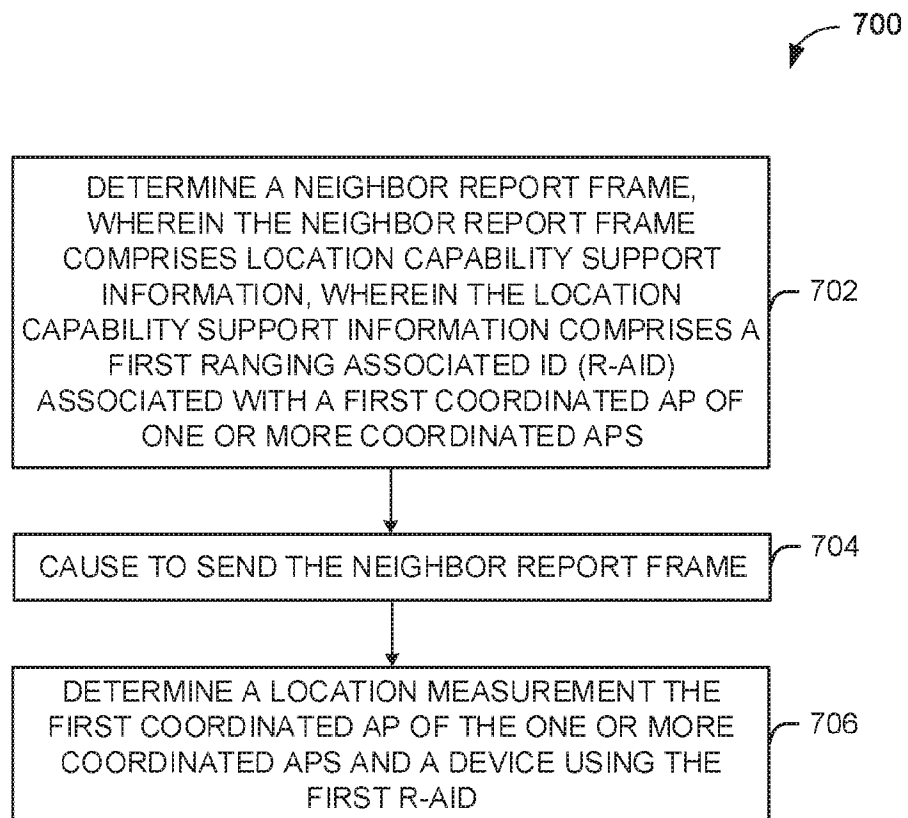 700
DETERMINE A NEIGHBOR REPORT FRAME,
WHEREIN THE NEIGHBOR REPORT FRAME
COMPRISES LOCATION CAPABILITY SUPPORT
INFORMATION, WHEREIN THE LOCATION
CAPABILITY SUPPORT INFORMATION COMPRISES A
FIRST RANGING ASSOCIATED ID (R-AID)
ASSOCIATED WITH A FIRST COORDINATED AP OF
ONE OR MORE COORDINATED APS
702
CAUSE TO SEND THE NEIGHBOR REPORT FRAME
704
DETERMINE A LOCATION MEASUREMENT THE
FIRST COORDINATED AP OF THE ONE OR MORE
COORDINATED APS AND A DEVICE USING THE
FIRST R-AID
706